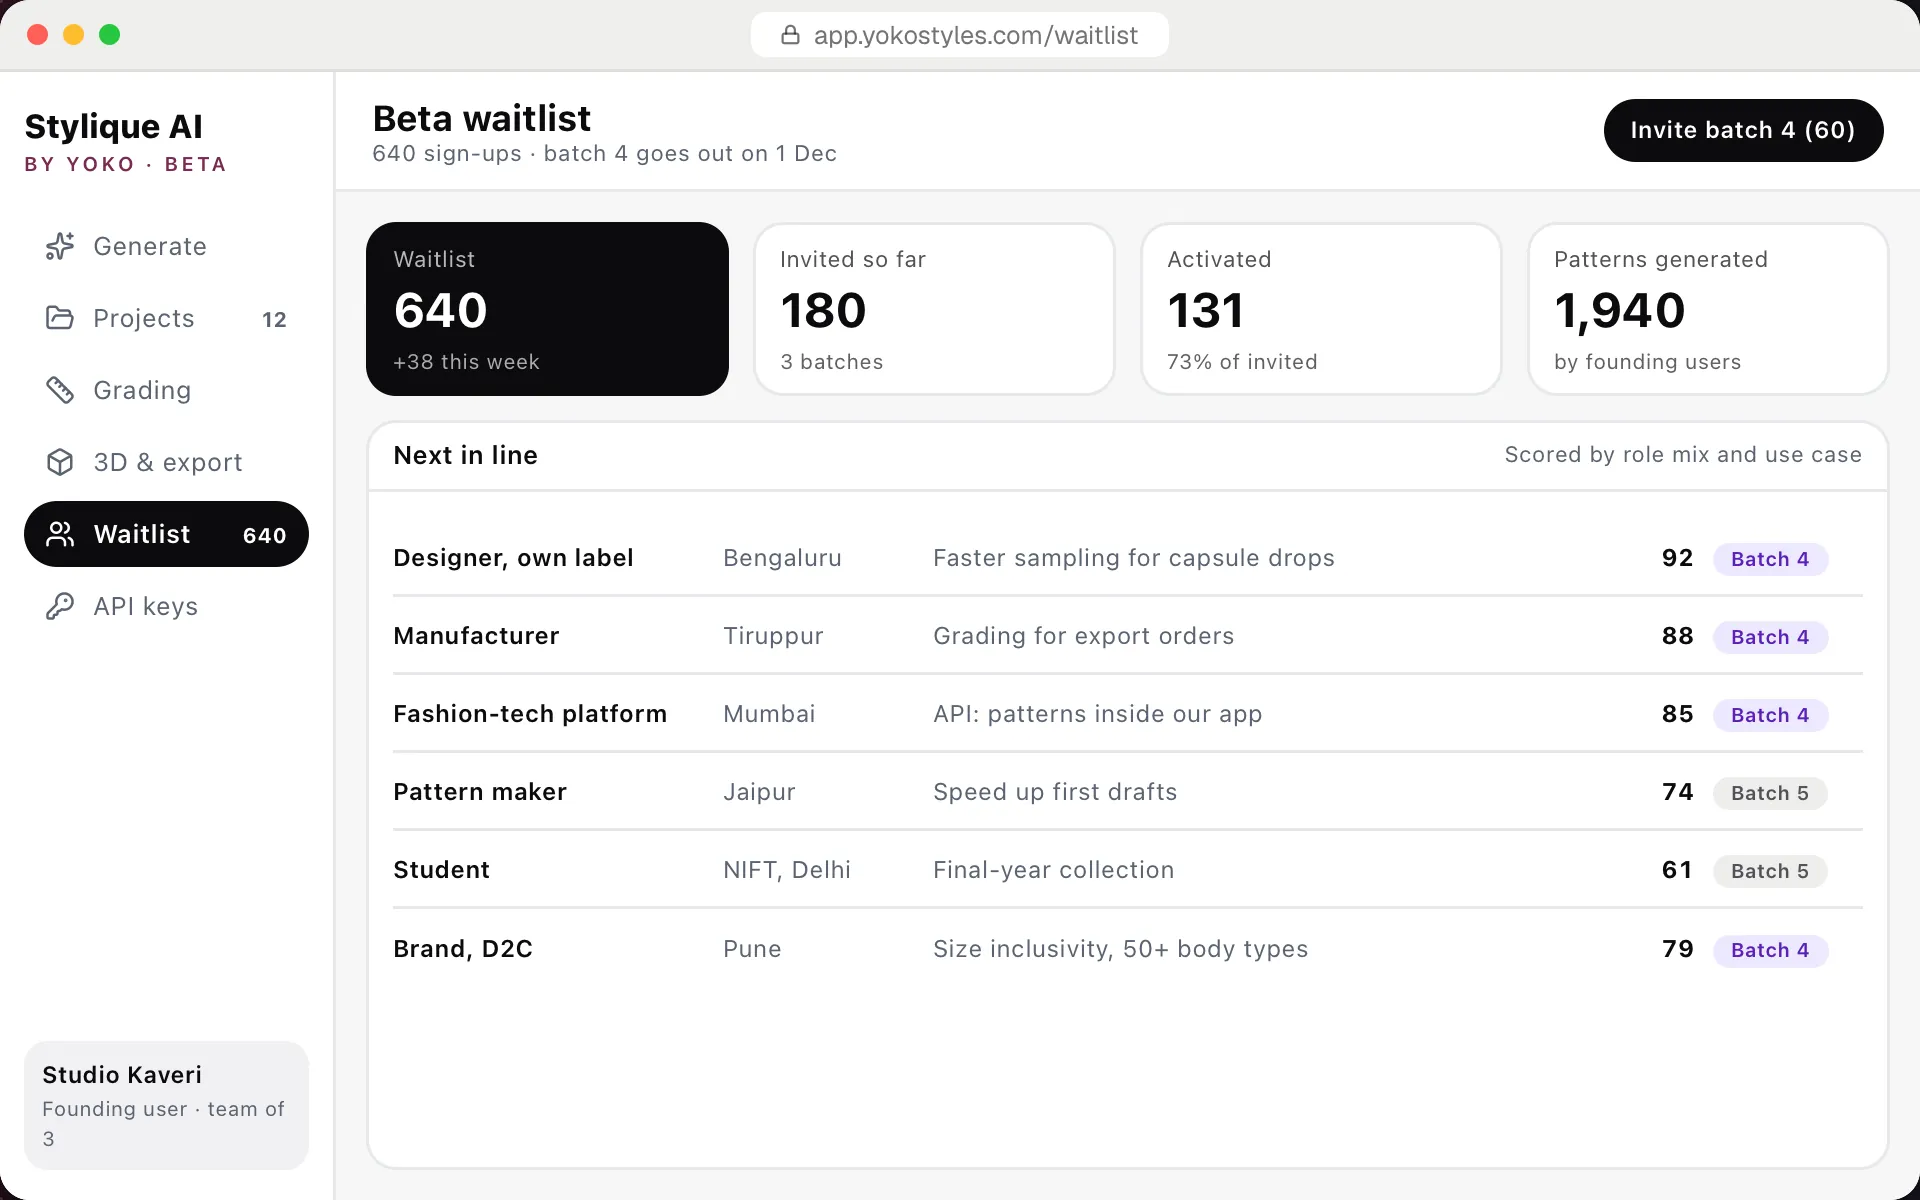 app.yokostyles.com/waitlist
Stylique AI
BY YOKO · BETA
Generate
Projects 12
Grading
3D & export
Waitlist 640
API keys
Studio Kaveri
Founding user · team of
3
Beta waitlist
640 sign-ups · batch 4 goes out on 1 Dec
Invite batch 4 (60)
Waitlist
640
+38 this week
Invited so far
180
3 batches
Activated
131
73% of invited
Patterns generated
1,940
by founding users
Next in line
Scored by role mix and use case
Designer, own label Bengaluru Faster sampling for capsule drops 92 Batch 4
Manufacturer Tiruppur Grading for export orders 88 Batch 4
Fashion-tech platform Mumbai API: patterns inside our app 85 Batch 4
Pattern maker Jaipur Speed up first drafts 74 Batch 5
Student NIFT, Delhi Final-year collection 61 Batch 5
Brand, D2C Pune Size inclusivity, 50+ body types 79 Batch 4